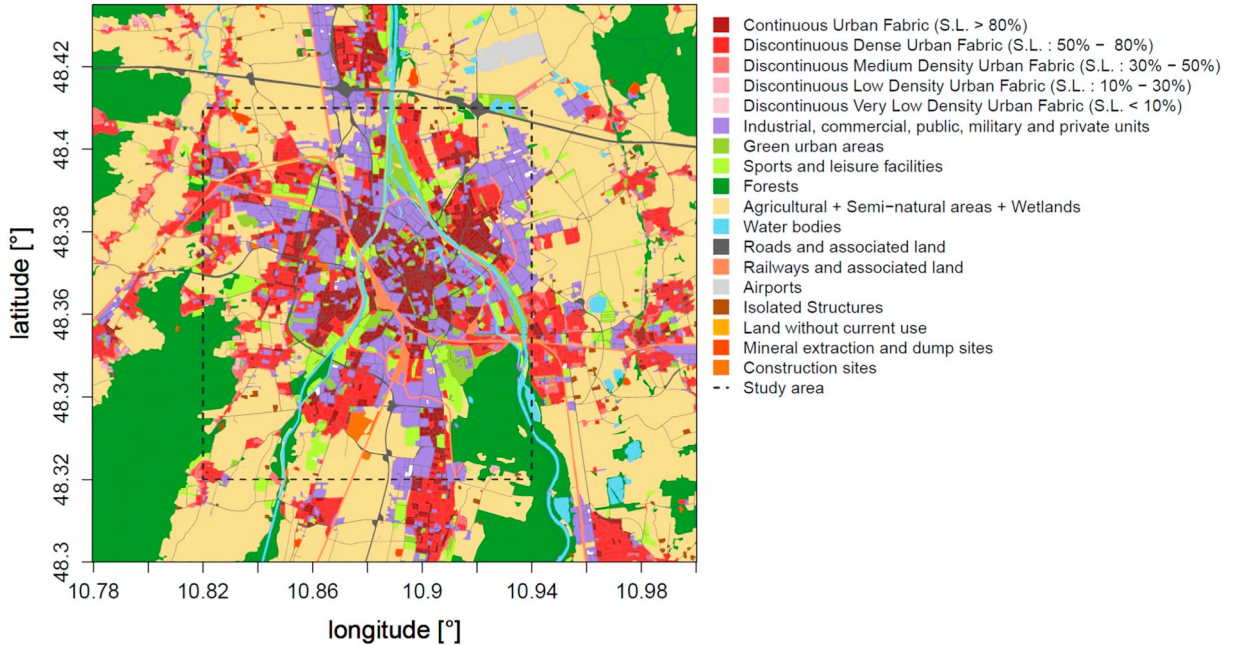 latitude [°]
48.42
48.4
48.38
48.36
48.34
48.32
48.3
10.78
10.82
10.86
10.9
10.94
10.98
longitude [°]
Continuous Urban Fabric (S.L. > 80%)
Discontinuous Dense Urban Fabric (S.L. : 50% − 80%)
Discontinuous Medium Density Urban Fabric (S.L. : 30% − 50%)
Discontinuous Low Density Urban Fabric (S.L. : 10% − 30%)
Discontinuous Very Low Density Urban Fabric (S.L. < 10%)
Industrial, commercial, public, military and private units
Green urban areas
Sports and leisure facilities
Forests
Agricultural + Semi−natural areas + Wetlands
Water bodies
Roads and associated land
Railways and associated land
Airports
Isolated Structures
Land without current use
Mineral extraction and dump sites
Construction sites
Study area